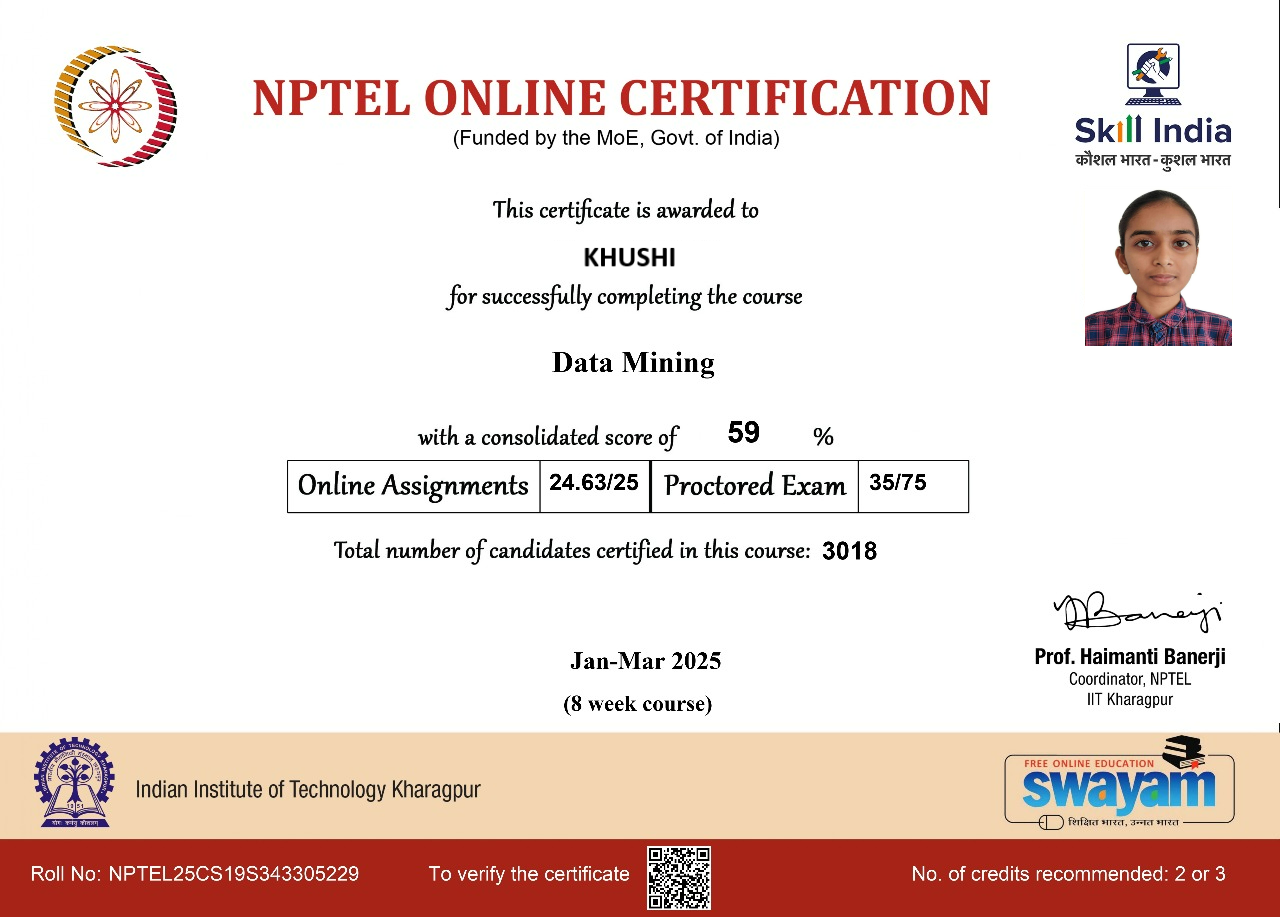 NPTEL ONLINE CERTIFICATION
(Funded by the MoE, Govt. of India)
Skill India
कौशल भारत - कुशल भारत
This certificate is awarded to
KHUSHI
for successfully completing the course
Data Mining
with a consolidated score of 59 %
Online Assignments 24.63/25 Proctored Exam 35/75
Total number of candidates certified in this course: 3018
Jan-Mar 2025
(8 week course)
Prof. Haimanti Banerji
Coordinator, NPTEL
IIT Kharagpur
Indian Institute of Technology Kharagpur
1951
FREE ONLINE EDUCATION
swayam
शिक्षित भारत, उन्नत भारत
Roll No: NPTEL25CS19S343305229
To verify the certificate
No. of credits recommended: 2 or 3